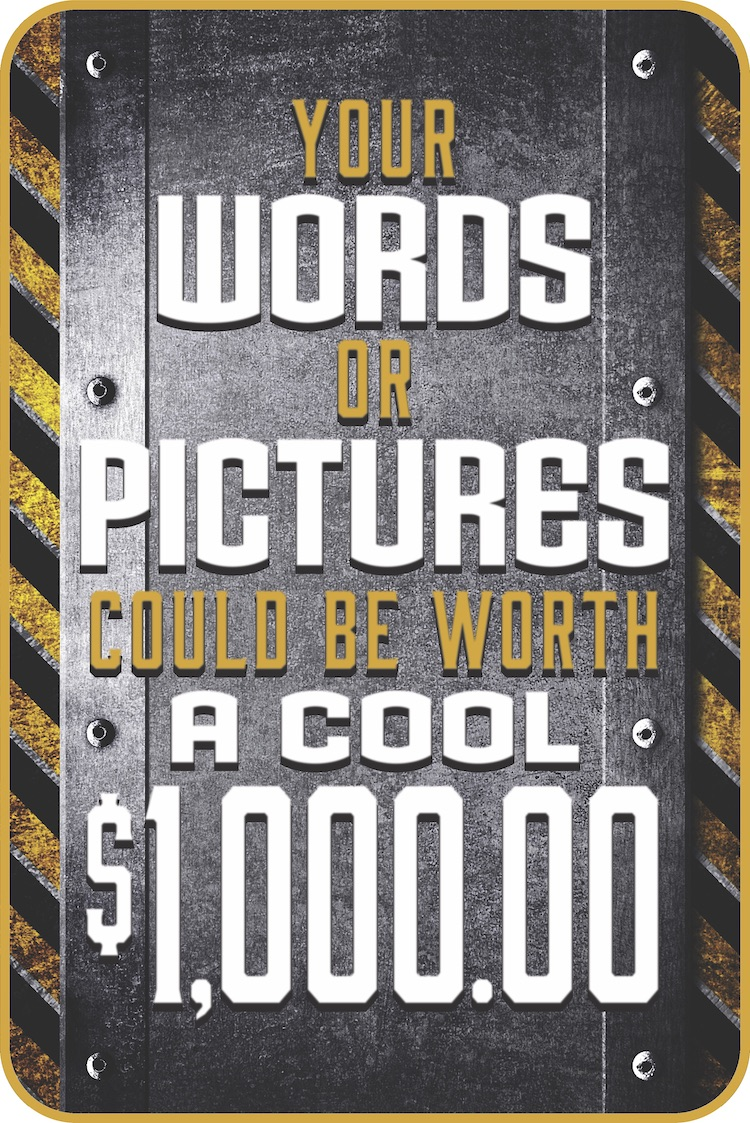 YOUR
WORDS
OR
PICTURES
COULD BE WORTH
A COOL
$1,000.00